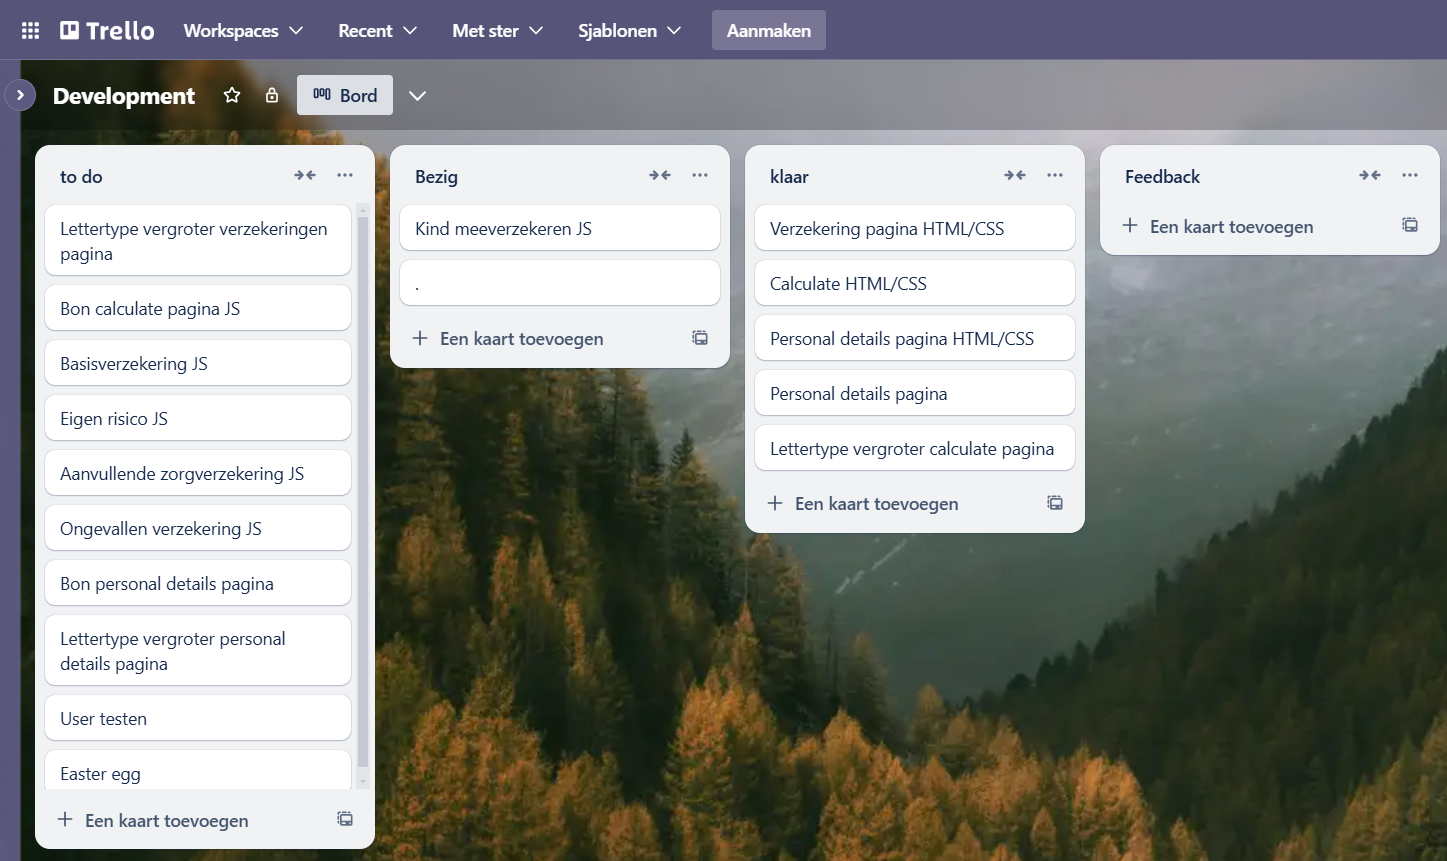 Trello Workspaces Recent Met ster Sjablonen Aanmaken
Development Bord
to do
Lettertype vergroter verzekeringen
pagina
Bon calculate pagina JS
Basisverzekering JS
Eigen risico JS
Aanvullende zorgverzekering JS
Ongevallen verzekering JS
Bon personal details pagina
Lettertype vergroter personal
details pagina
User testen
Easter egg
Een kaart toevoegen
Bezig
Kind meeverzekeren JS
.
Een kaart toevoegen
klaar
Verzekering pagina HTML/CSS
Calculate HTML/CSS
Personal details pagina HTML/CSS
Personal details pagina
Lettertype vergroter calculate pagina
Een kaart toevoegen
Feedback
Een kaart toevoegen